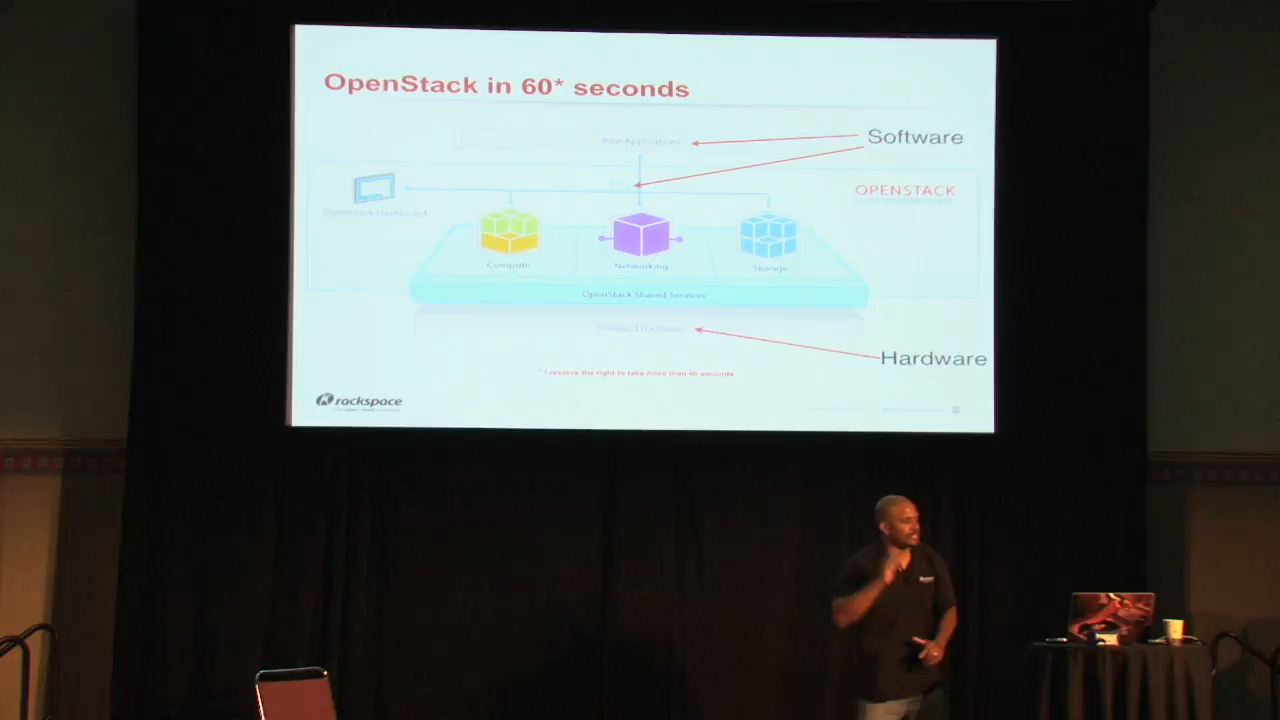 OpenStack in 60* seconds
Your Applications
Software
OPENSTACK
OpenStack Dashboard
Compute
Networking
Storage
OpenStack Shared Services
Standard Hardware
Hardware
* I reserve the right to take more than 60 seconds
rackspace